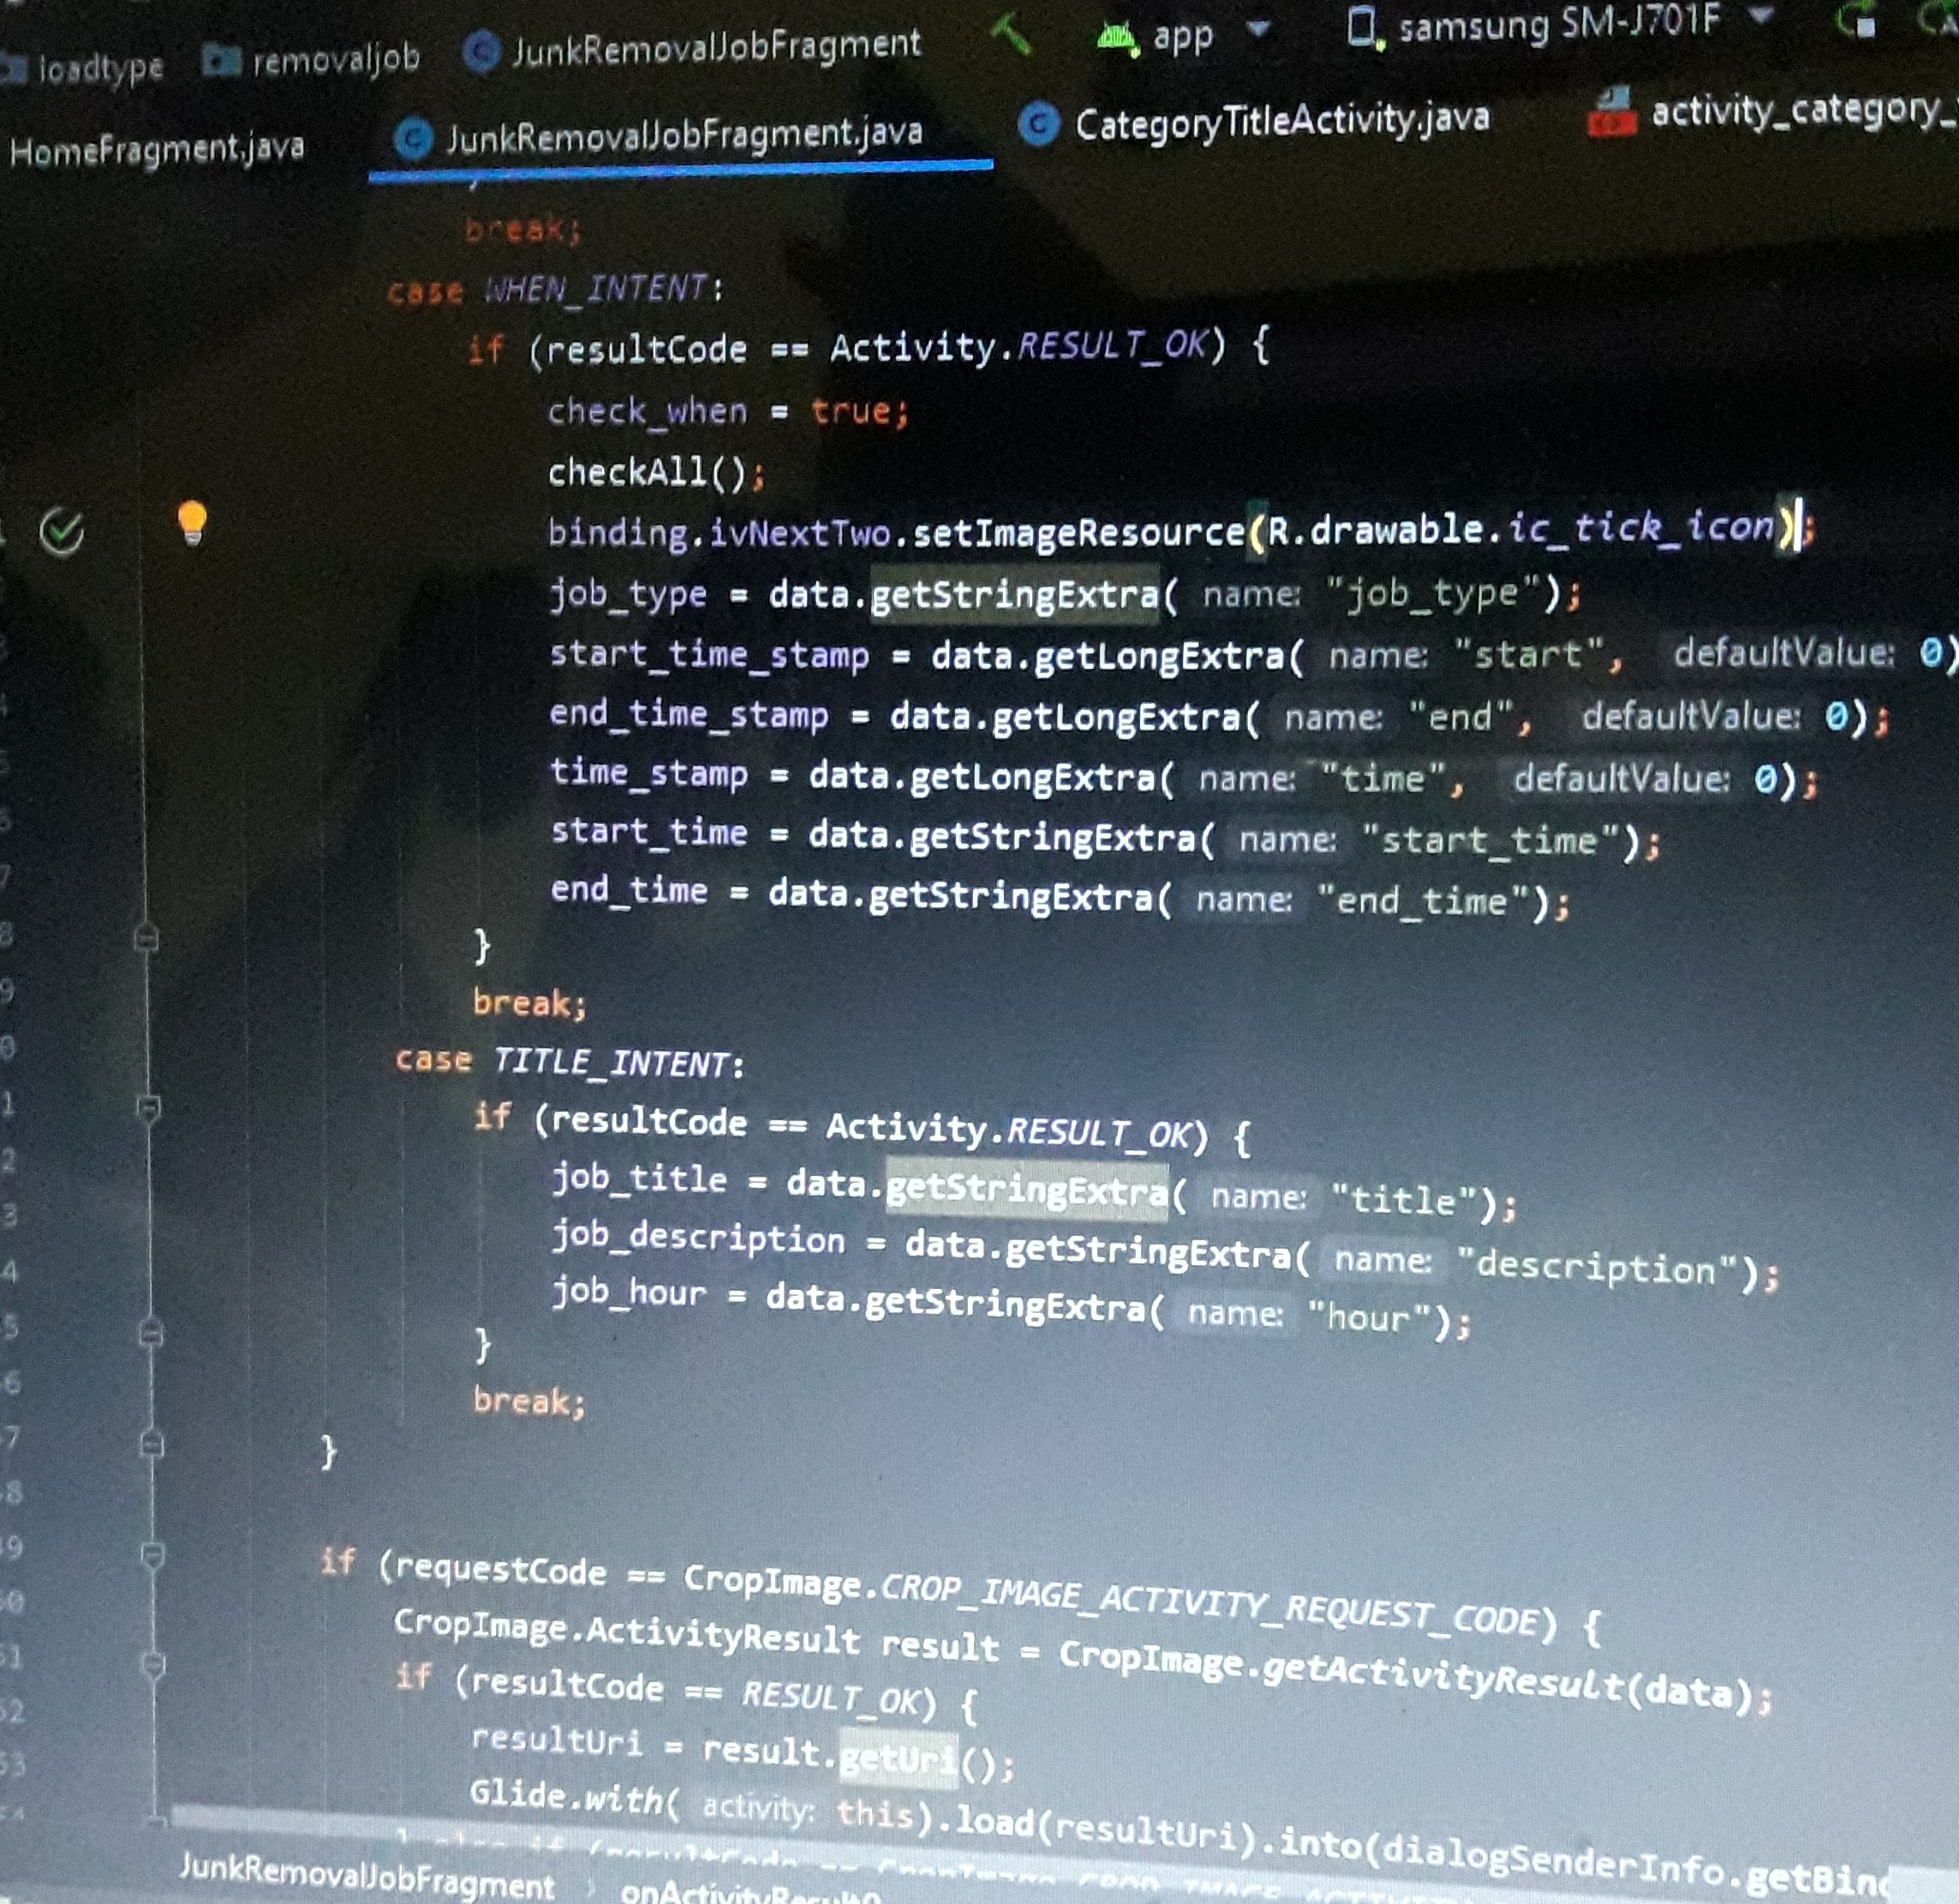 loadtype removaljob JunkRemovalJobFragment app samsung SM-J701F
HomeFragment.java JunkRemovalJobFragment.java CategoryTitleActivity.java activity_category_
break;
case WHEN_INTENT:
if (resultCode == Activity.RESULT_OK) {
check_when = true;
checkAll();
binding.ivNextTwo.setImageResource(R.drawable.ic_tick_icon);
job_type = data.getStringExtra( name: "job_type");
start_time_stamp = data.getLongExtra( name: "start", defaultValue: 0)
end_time_stamp = data.getLongExtra( name: "end", defaultValue: 0);
time_stamp = data.getLongExtra( name: "time", defaultValue: 0);
start_time = data.getStringExtra( name: "start_time");
end_time = data.getStringExtra( name: "end_time");
}
break;
case TITLE_INTENT:
if (resultCode == Activity.RESULT_OK) {
job_title = data.getStringExtra( name: "title");
job_description = data.getStringExtra( name: "description");
job_hour = data.getStringExtra( name: "hour");
}
break;
}
if (requestCode == CropImage.CROP_IMAGE_ACTIVITY_REQUEST_CODE) {
CropImage.ActivityResult result = CropImage.getActivityResult(data);
if (resultCode == RESULT_OK) {
resultUri = result.getUri();
Glide.with( activity: this).load(resultUri).into(dialogSenderInfo.getBind
JunkRemovalJobFragment onActivityResult()